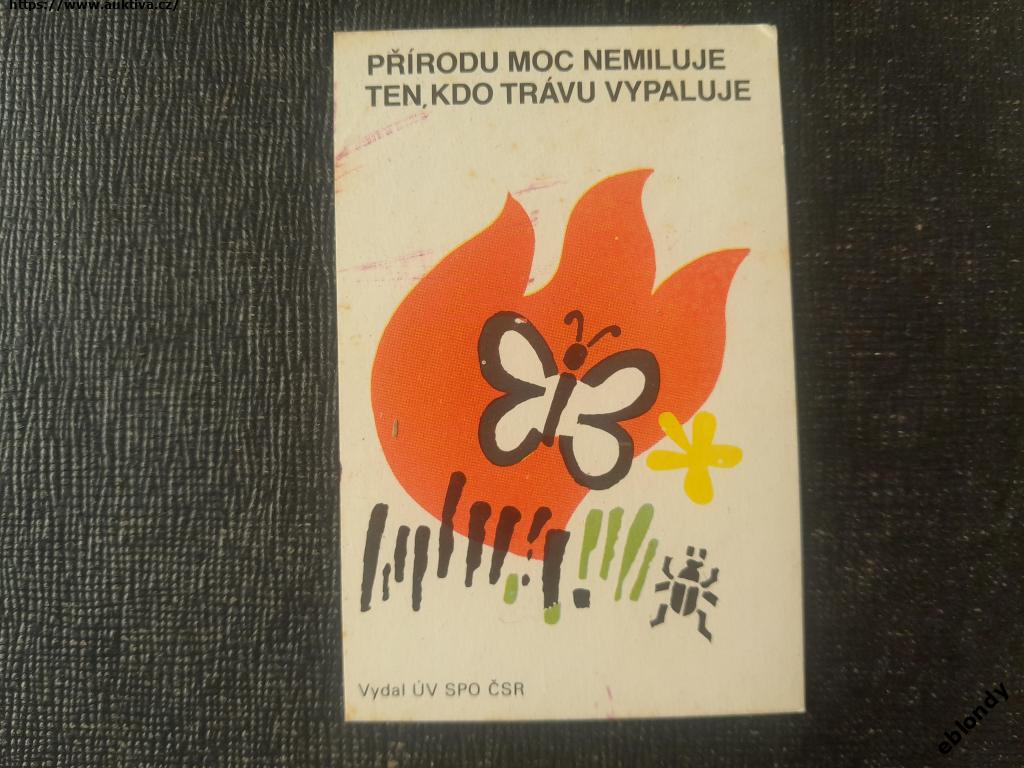 https://www.auktiva.cz/
PŘÍRODU MOC NEMILUJE
TEN, KDO TRÁVU VYPALUJE
Vydal ÚV SPO ČSR
eblondy